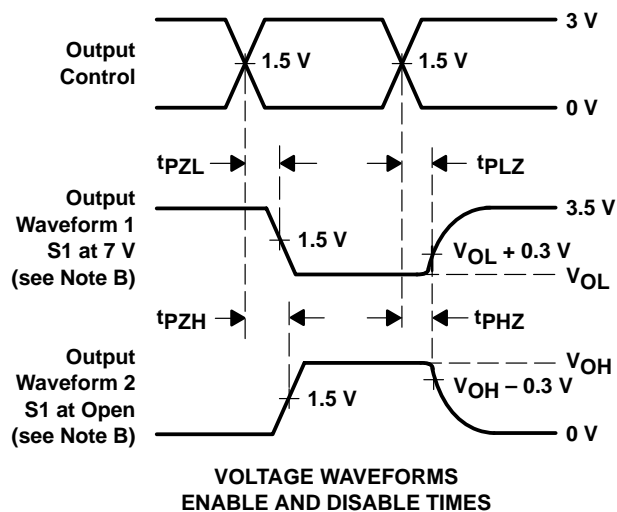 3 V
Output
Control
1.5 V
1.5 V
0 V
tPZL
tPLZ
Output
Waveform 1
S1 at 7 V
(see Note B)
3.5 V
1.5 V
VOL + 0.3 V
VOL
tPZH
tPHZ
Output
Waveform 2
S1 at Open
(see Note B)
VOH
VOH – 0.3 V
1.5 V
0 V
VOLTAGE WAVEFORMS
ENABLE AND DISABLE TIMES